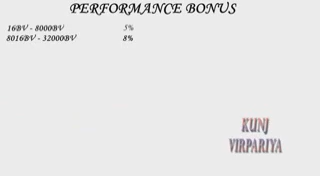 PERFORMANCE BONUS
16BV - 8000BV 5%
8016BV - 32000BV 8%
KUNJ
VIRPARIYA